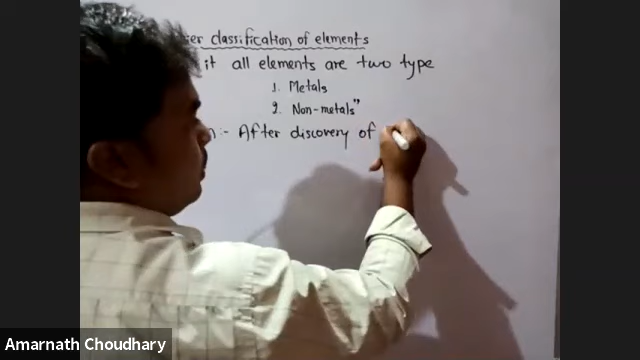 classification of elements
it all elements are two type
1. Metals
2. Non-metals"
:- After discovery of
Amarnath Choudhary